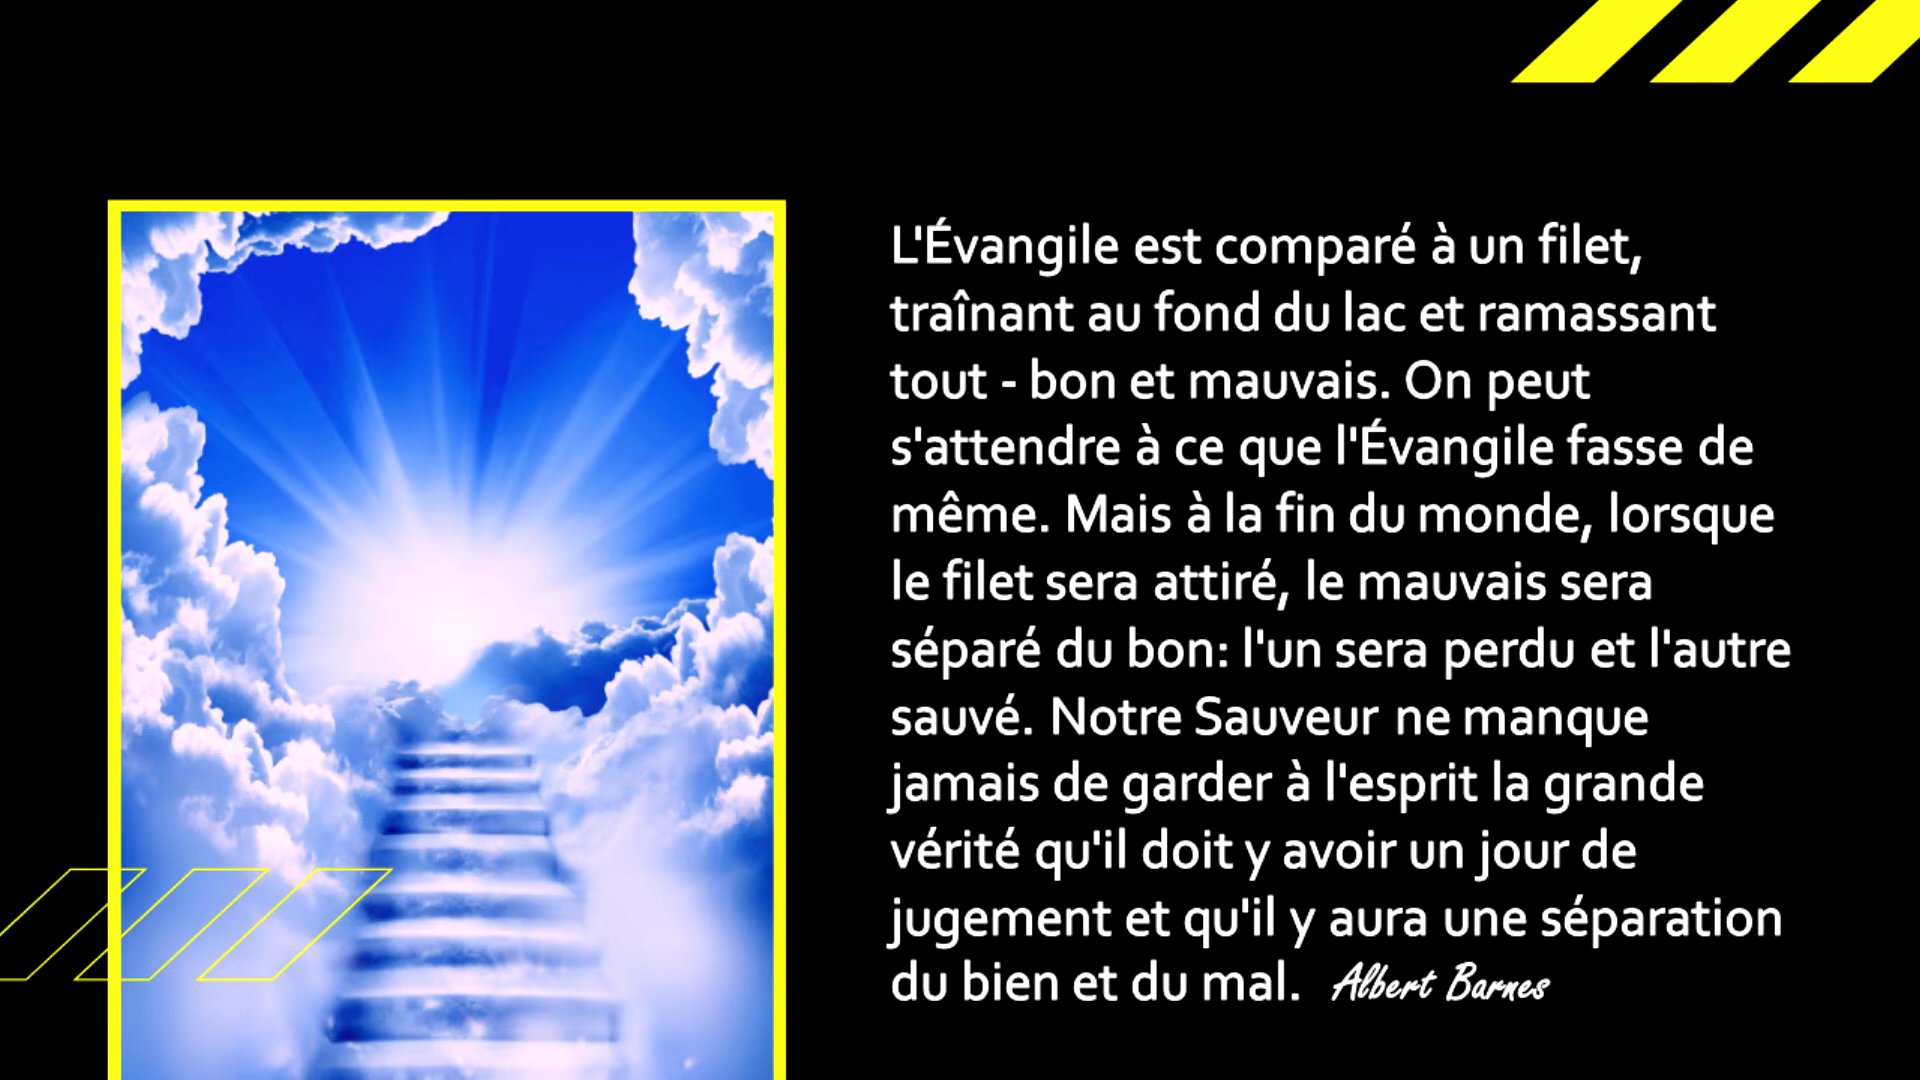 L'Évangile est comparé à un filet,
traînant au fond du lac et ramassant
tout - bon et mauvais. On peut
s'attendre à ce que l'Évangile fasse de
même. Mais à la fin du monde, lorsque
le filet sera attiré, le mauvais sera
séparé du bon: l'un sera perdu et l'autre
sauvé. Notre Sauveur ne manque
jamais de garder à l'esprit la grande
vérité qu'il doit y avoir un jour de
jugement et qu'il y aura une séparation
du bien et du mal. Albert Barnes